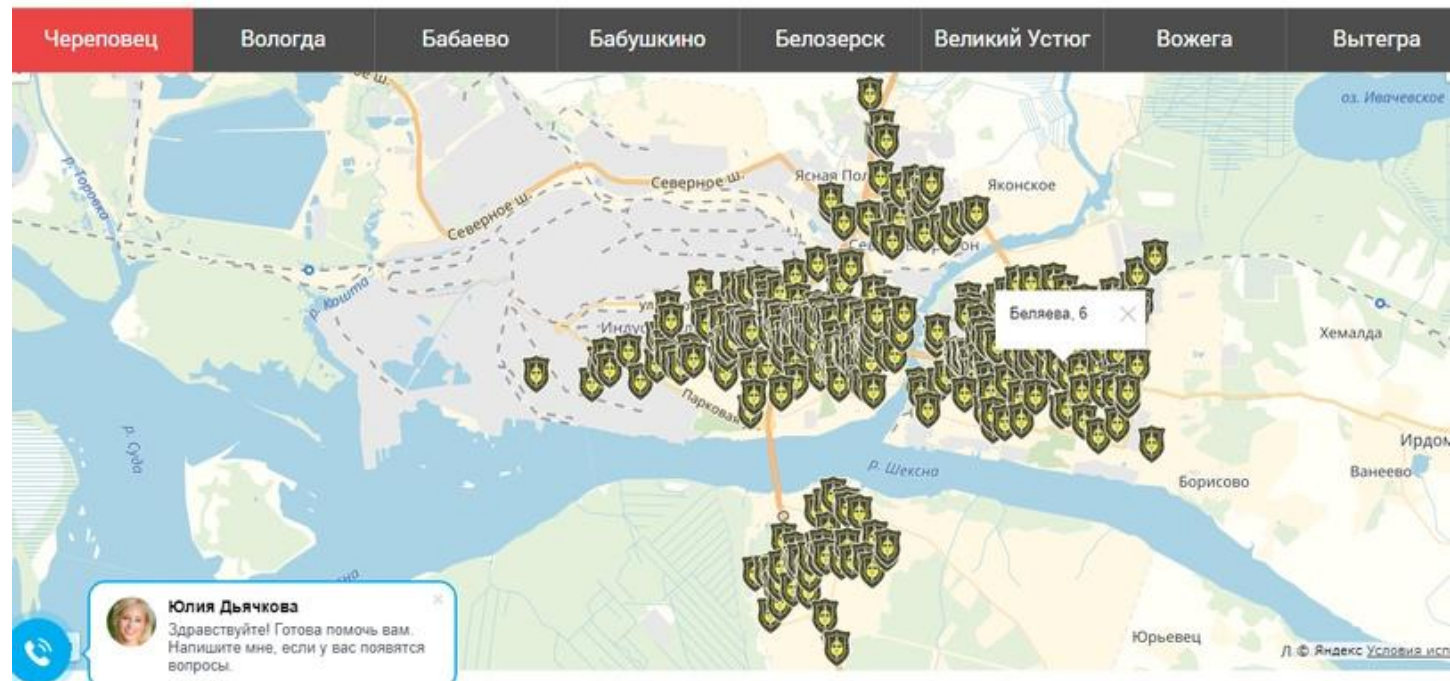 Череповец
Вологда
Бабаево
Бабушкино
Белозерск
Великий Устюг
Вожега
Вытегра
оз. Ивачевское
р. Торовка
Северное ш.
Северное ш.
Ясная Пол
Яконское
р. Кошта
Беляева, 6
Хемалда
Парковая
р. Суда
р. Шексна
Ирдом
Ванеево
Борисово
Юрьевец
Юлия Дьячкова
Здравствуйте! Готова помочь вам.
Напишите мне, если у вас появятся
вопросы.
© Яндекс Условия исп